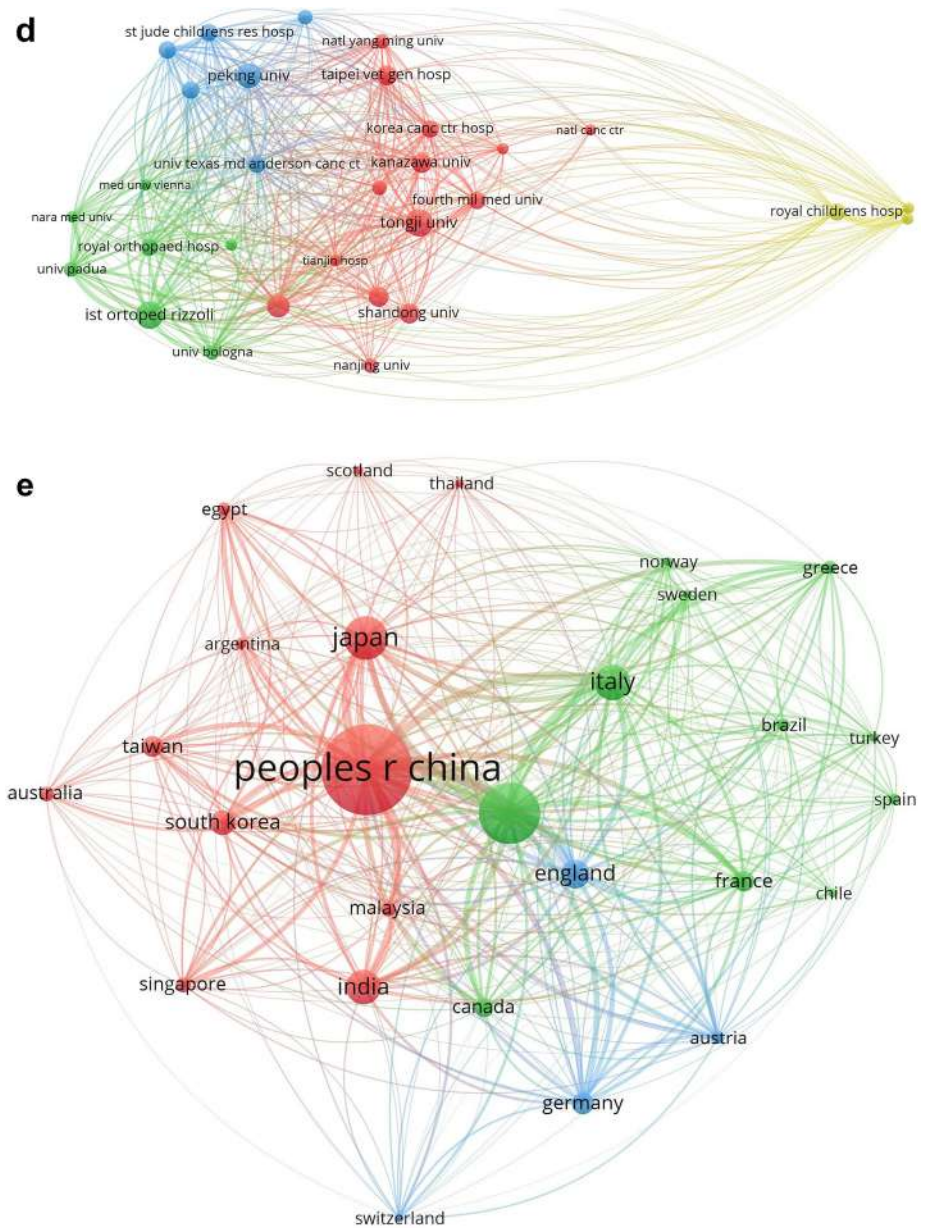 d
st jude childrens res hosp
natl yang ming univ
peking univ
taipei vet gen hosp
korea canc ctr hosp
natl canc ctr
univ texas md anderson canc ct
kanazawa univ
med univ vienna
fourth mil med univ
nara med univ
tongji univ
royal childrens hosp
royal orthopaed hosp
tianjin hosp
univ padua
ist ortoped rizzoli
shandong univ
univ bologna
nanjing univ
e
scotland
thailand
egypt
norway
greece
sweden
argentina
japan
italy
brazil
taiwan
turkey
peoples r china
australia
spain
south korea
england
france
chile
malaysia
singapore
india
canada
austria
germany
switzerland